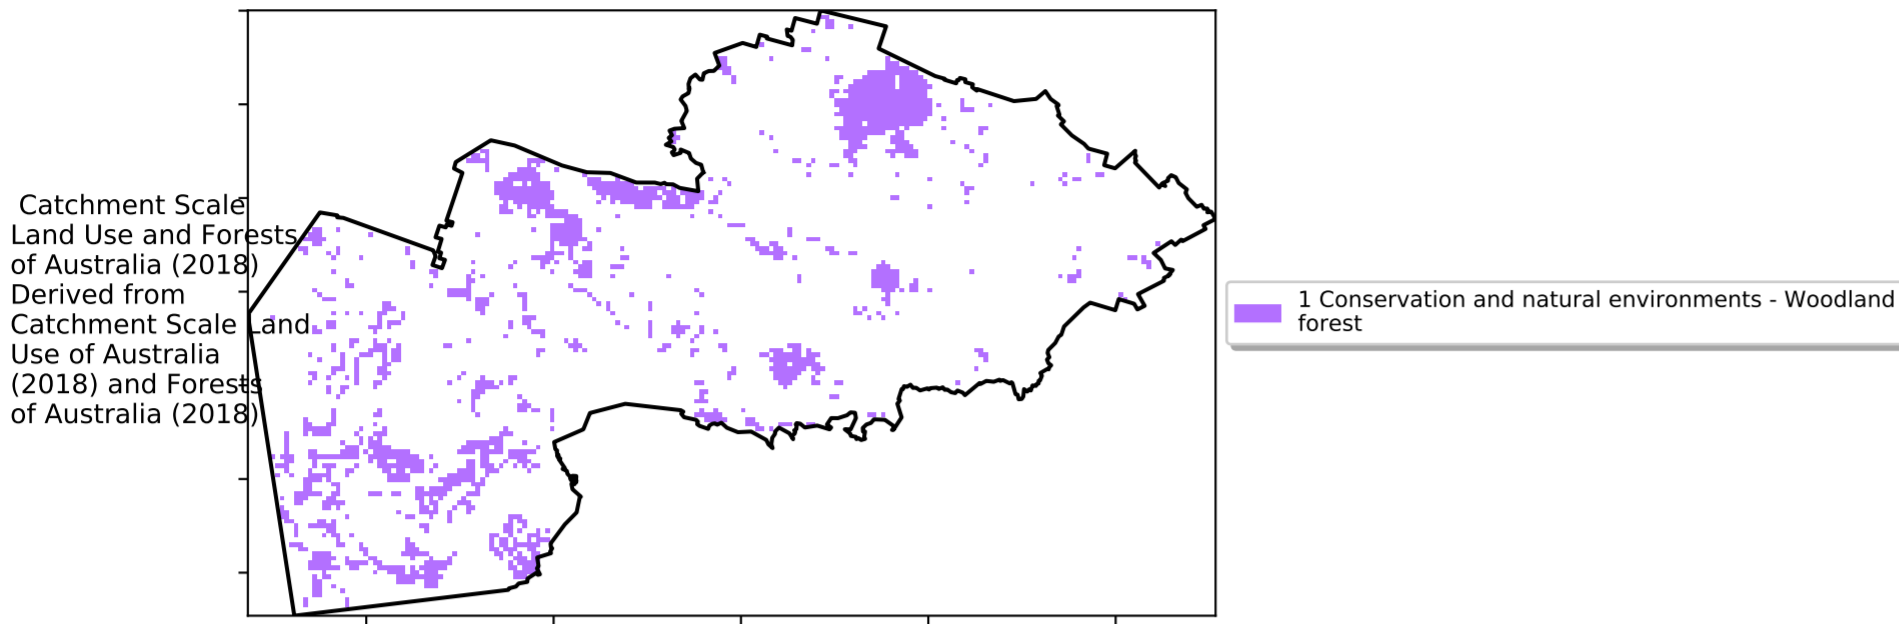 Catchment Scale
Land Use and Forests
of Australia (2018)
Derived from
Catchment Scale Land
Use of Australia
(2018) and Forests
of Australia (2018)
1 Conservation and natural environments - Woodland
forest